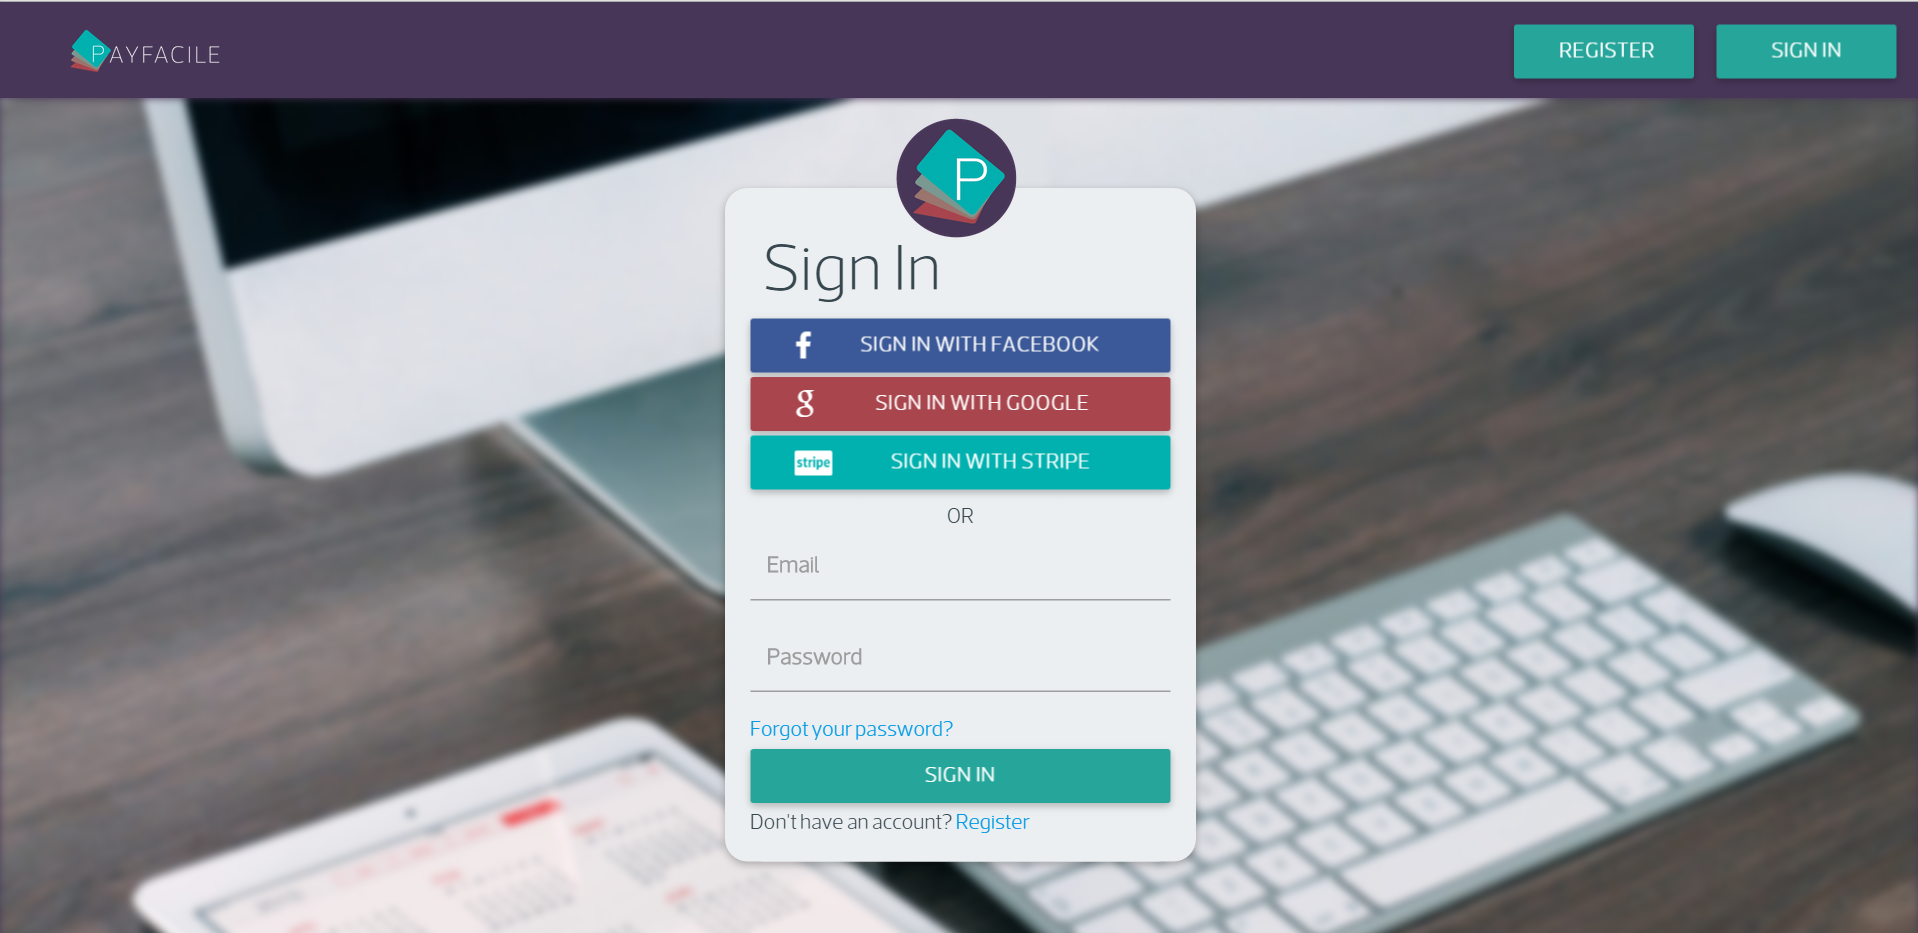 PAYFACILE
REGISTER
SIGN IN
P
Sign In
f SIGN IN WITH FACEBOOK
g SIGN IN WITH GOOGLE
stripe SIGN IN WITH STRIPE
OR
Email
Password
Forgot your password?
SIGN IN
Don't have an account? Register